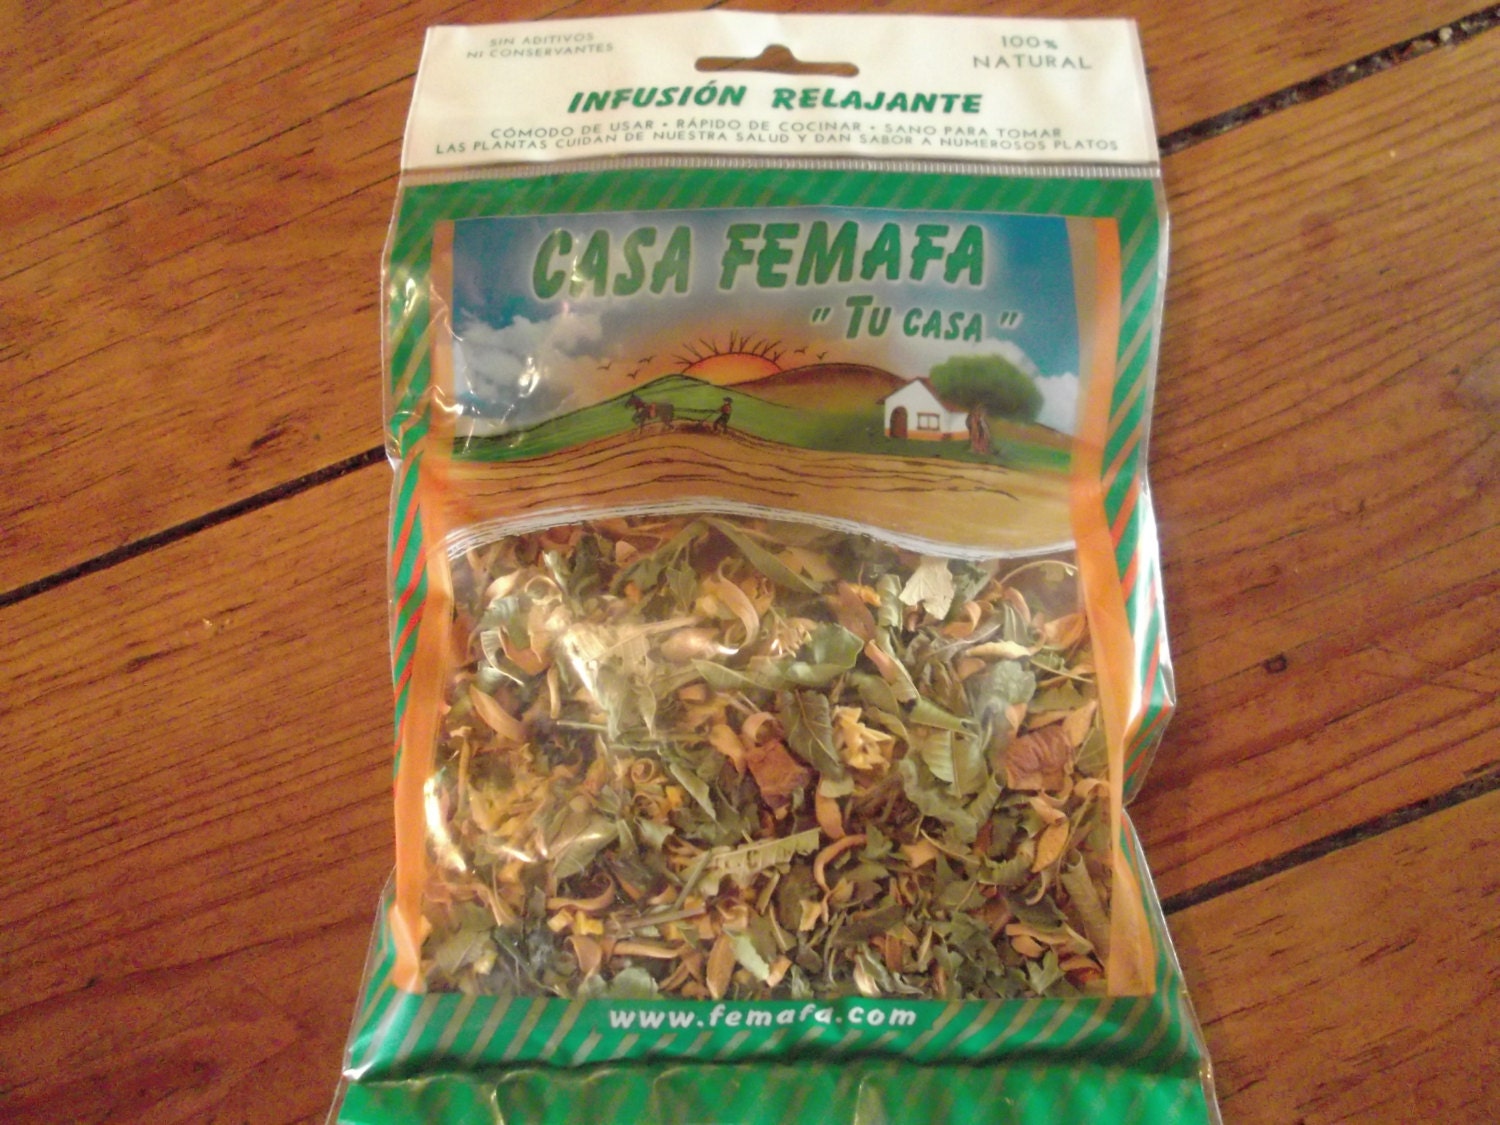 SIN ADITIVOS
NI CONSERVANTES
100%
NATURAL
INFUSIÓN RELAJANTE
CÓMODO DE USAR • RÁPIDO DE COCINAR • SANO PARA TOMAR
LAS PLANTAS CUIDAN DE NUESTRA SALUD Y DAN SABOR A NUMEROSOS PLATOS
CASA FEMAFA
" TU CASA "
www.femafa.com